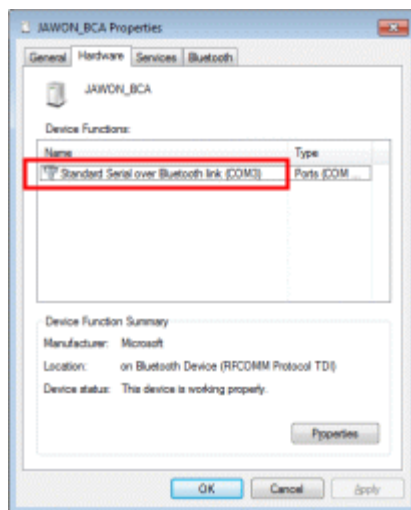 JAWON_BCA Properties
General Hardware Services Bluetooth
JAWON_BCA
Device Functions:
Name Type
Standard Serial over Bluetooth link (COM3) Ports (COM ...
Device Function Summary
Manufacturer: Microsoft
Location: on Bluetooth Device (RFCOMM Protocol TDI)
Device status: This device is working properly.
Properties
OK Cancel Apply